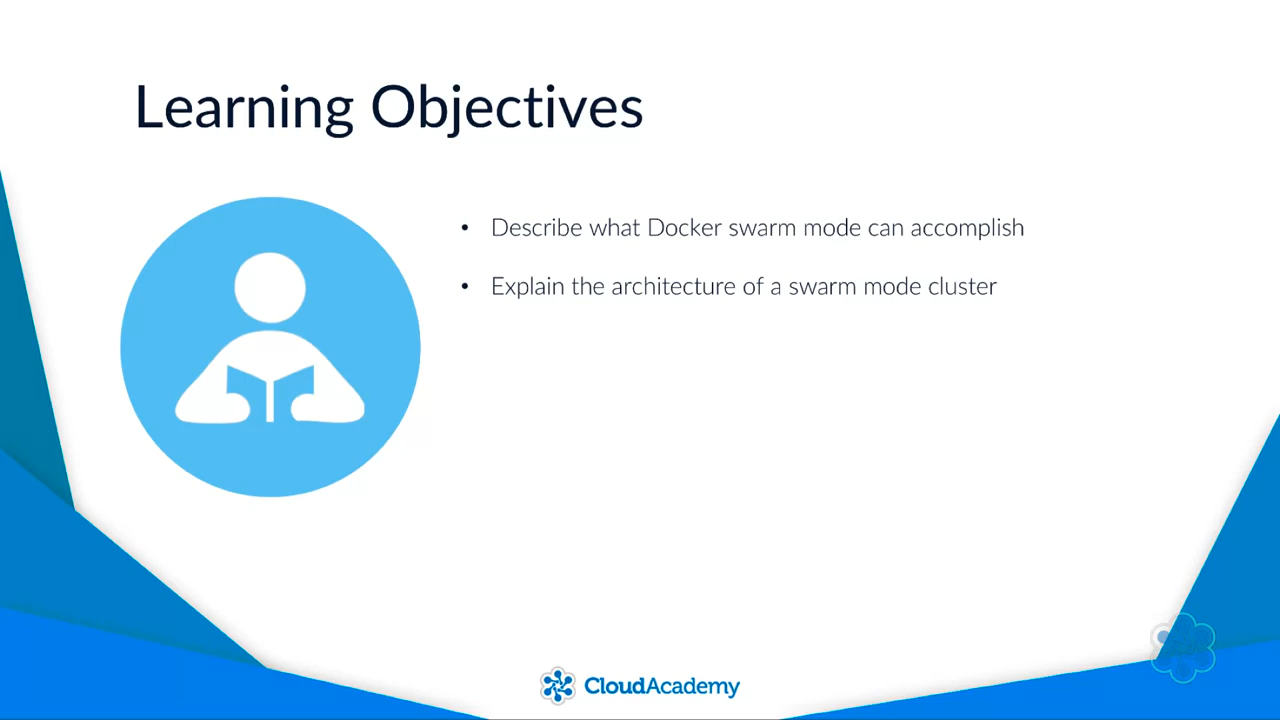 Learning Objectives
• Describe what Docker swarm mode can accomplish
• Explain the architecture of a swarm mode cluster
CloudAcademy